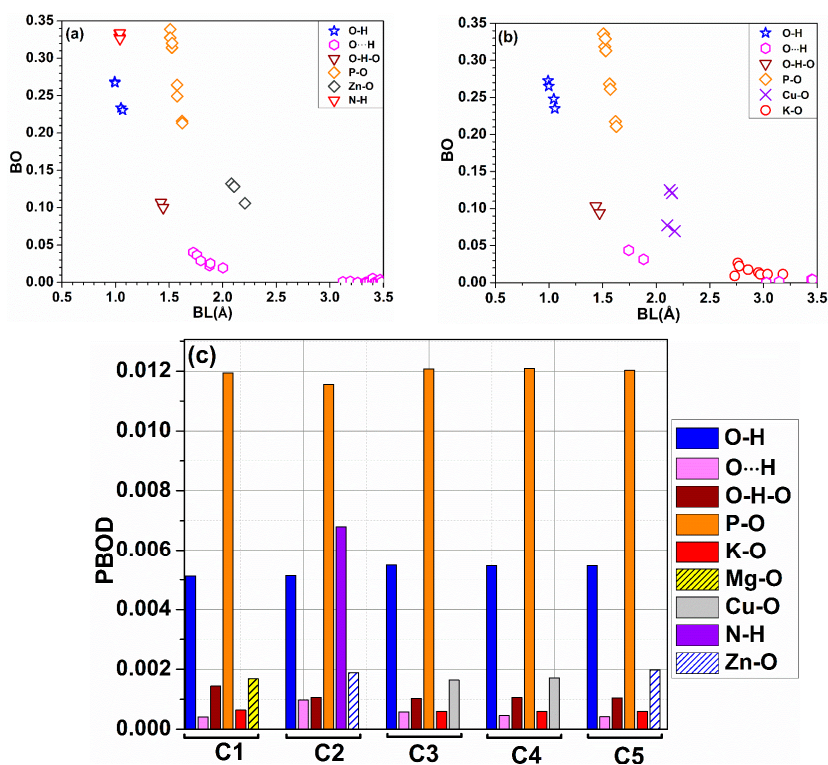 (a)
O-H
O···H
O-H-O
P-O
Zn-O
N-H
BO
0.35
0.30
0.25
0.20
0.15
0.10
0.05
0.00
0.5 1.0 1.5 2.0 2.5 3.0 3.5
BL(Å)
(b)
O-H
O···H
O-H-O
P-O
Cu-O
K-O
BO
0.35
0.30
0.25
0.20
0.15
0.10
0.05
0.00
0.5 1.0 1.5 2.0 2.5 3.0 3.5
BL(Å)
(c)
PBOD
0.012
0.010
0.008
0.006
0.004
0.002
0.000
C1 C2 C3 C4 C5
O-H
O···H
O-H-O
P-O
K-O
Mg-O
Cu-O
N-H
Zn-O